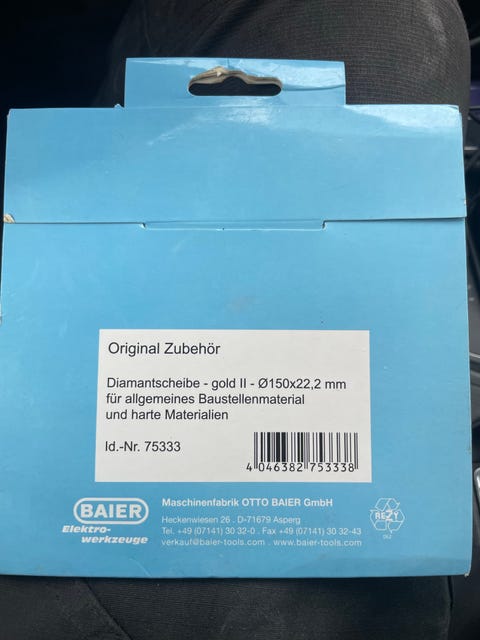 Original Zubehör
Diamantscheibe - gold II - Ø150x22,2 mm
für allgemeines Baustellenmaterial
und harte Materialien
Id.-Nr. 75333
4 046382 753338
BAIER
Elektro-
werkzeuge
Maschinenfabrik OTTO BAIER GmbH
Heckenwiesen 26 . D-71679 Asperg
Tel. +49 (07141) 30 32-0 . Fax +49 (07141) 30 32-43
verkauf@baier-tools.com . www.baier-tools.com
RESY